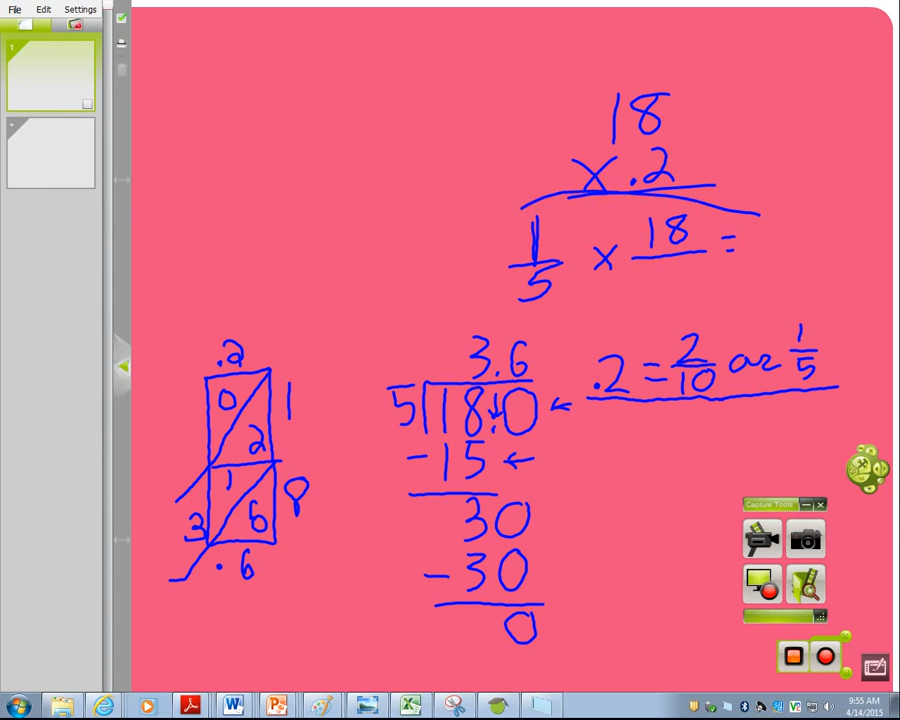 File Edit Settings
1
+
18
x .2
1/5 x 18/ =
.2 = 2/10 or 1/5
.2
0 2 1
1 6 8
3 . 6
3.6
5 18.0
- 15
30
- 30
0
Capture Tools
9:55 AM
4/14/2015